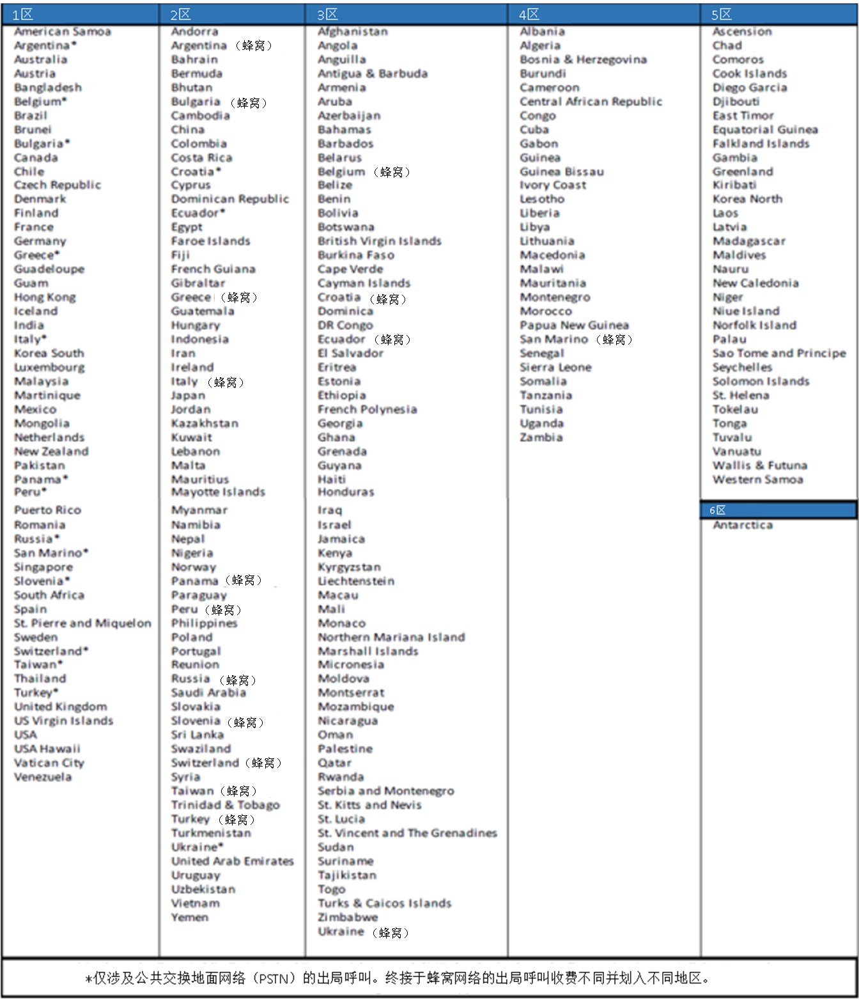 1区
American Samoa
Argentina*
Australia
Austria
Bangladesh
Belgium*
Brazil
Brunei
Bulgaria*
Canada
Chile
Czech Republic
Denmark
Finland
France
Germany
Greece*
Guadeloupe
Guam
Hong Kong
Iceland
India
Italy*
Korea South
Luxembourg
Malaysia
Martinique
Mexico
Mongolia
Netherlands
New Zealand
Pakistan
Panama*
Peru*
Puerto Rico
Romania
Russia*
San Marino*
Singapore
Slovenia*
South Africa
Spain
St. Pierre and Miquelon
Sweden
Switzerland*
Taiwan*
Thailand
Turkey*
United Kingdom
US Virgin Islands
USA
USA Hawaii
Vatican City
Venezuela
2区
Andorra
Argentina（蜂窝）
Bahrain
Bermuda
Bhutan
Bulgaria（蜂窝）
Cambodia
China
Colombia
Costa Rica
Croatia*
Cyprus
Dominican Republic
Ecuador*
Egypt
Faroe Islands
Fiji
French Guiana
Gibraltar
Greece（蜂窝）
Guatemala
Hungary
Indonesia
Iran
Ireland
Italy（蜂窝）
Japan
Jordan
Kazakhstan
Kuwait
Lebanon
Malta
Mauritius
Mayotte Islands
Myanmar
Namibia
Nepal
Nigeria
Norway
Panama（蜂窝）
Paraguay
Peru（蜂窝）
Philippines
Poland
Portugal
Reunion
Russia（蜂窝）
Saudi Arabia
Slovakia
Slovenia（蜂窝）
Sri Lanka
Swaziland
Switzerland（蜂窝）
Syria
Taiwan（蜂窝）
Trinidad & Tobago
Turkey（蜂窝）
Turkmenistan
Ukraine*
United Arab Emirates
Uruguay
Uzbekistan
Vietnam
Yemen
3区
Afghanistan
Angola
Anguilla
Antigua & Barbuda
Armenia
Aruba
Azerbaijan
Bahamas
Barbados
Belarus
Belgium（蜂窝）
Belize
Benin
Bolivia
Botswana
British Virgin Islands
Burkina Faso
Cape Verde
Cayman Islands
Croatia（蜂窝）
Dominica
DR Congo
Ecuador（蜂窝）
El Salvador
Eritrea
Estonia
Ethiopia
French Polynesia
Georgia
Ghana
Grenada
Guyana
Haiti
Honduras
Iraq
Israel
Jamaica
Kenya
Kyrgyzstan
Liechtenstein
Macau
Mali
Monaco
Northern Mariana Island
Marshall Islands
Micronesia
Moldova
Montserrat
Mozambique
Nicaragua
Oman
Palestine
Qatar
Rwanda
Serbia and Montenegro
St. Kitts and Nevis
St. Lucia
St. Vincent and The Grenadines
Sudan
Suriname
Tajikistan
Togo
Turks & Caicos Islands
Zimbabwe
Ukraine（蜂窝）
4区
Albania
Algeria
Bosnia & Herzegovina
Burundi
Cameroon
Central African Republic
Congo
Cuba
Gabon
Guinea
Guinea Bissau
Ivory Coast
Lesotho
Liberia
Libya
Lithuania
Macedonia
Malawi
Mauritania
Montenegro
Morocco
Papua New Guinea
San Marino（蜂窝）
Senegal
Sierra Leone
Somalia
Tanzania
Tunisia
Uganda
Zambia
5区
Ascension
Chad
Comoros
Cook Islands
Diego Garcia
Djibouti
East Timor
Equatorial Guinea
Falkland Islands
Gambia
Greenland
Kiribati
Korea North
Laos
Latvia
Madagascar
Maldives
Nauru
New Caledonia
Niger
Niue Island
Norfolk Island
Palau
Sao Tome and Principe
Seychelles
Solomon Islands
St. Helena
Tokelau
Tonga
Tuvalu
Vanuatu
Wallis & Futuna
Western Samoa
6区
Antarctica
*仅涉及公共交换地面网络（PSTN）的出局呼叫。终接于蜂窝网络的出局呼叫收费不同并划入不同地区。